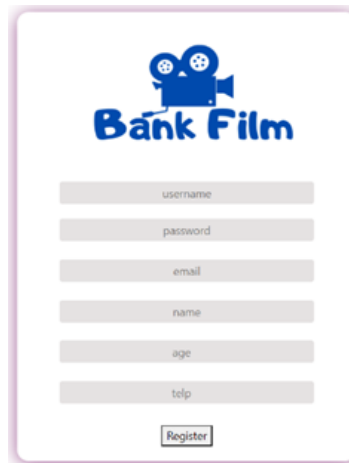 Bank Film
username
password
email
name
age
telp
Register